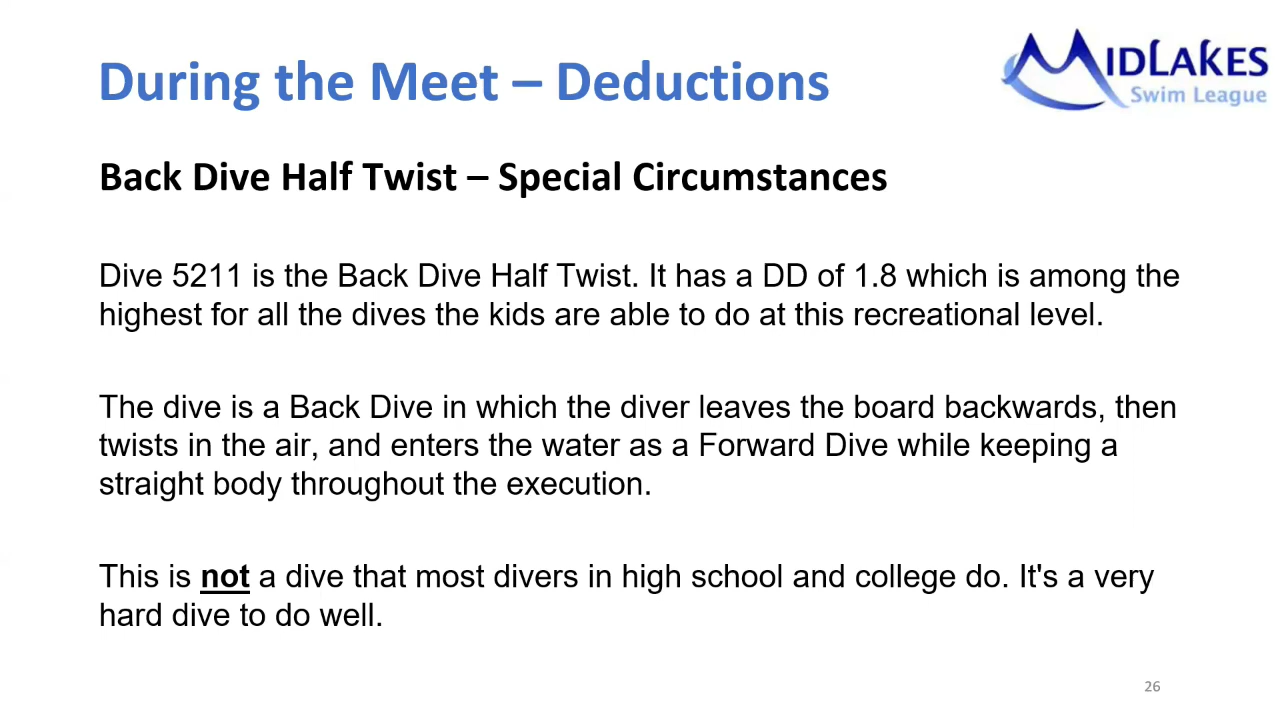 During the Meet – Deductions
MIDLAKES
Swim League
Back Dive Half Twist – Special Circumstances
Dive 5211 is the Back Dive Half Twist. It has a DD of 1.8 which is among the
highest for all the dives the kids are able to do at this recreational level.
The dive is a Back Dive in which the diver leaves the board backwards, then
twists in the air, and enters the water as a Forward Dive while keeping a
straight body throughout the execution.
This is not a dive that most divers in high school and college do. It's a very
hard dive to do well.
26